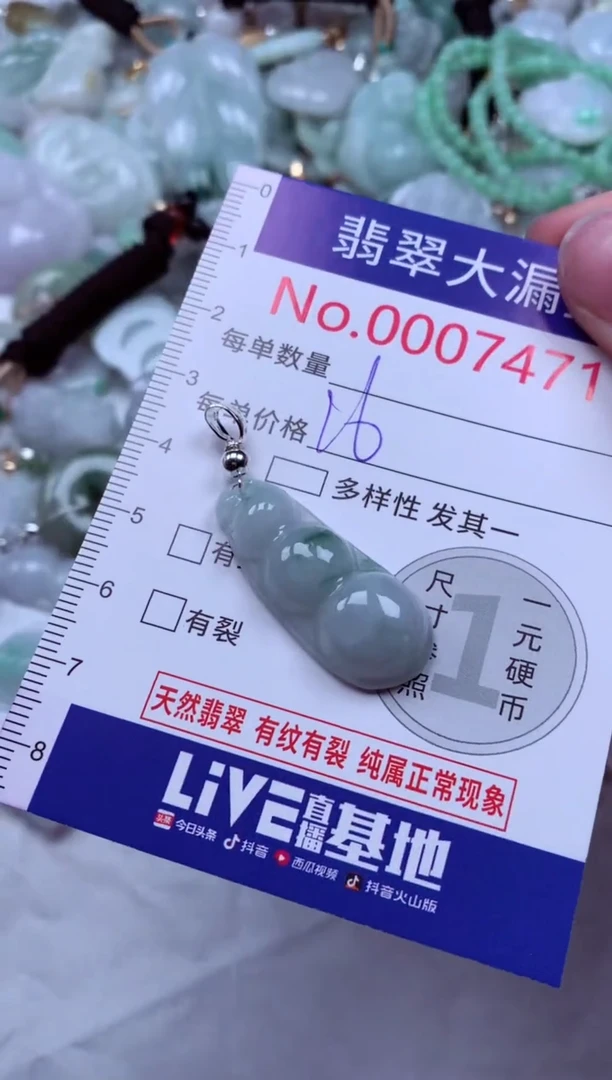 0
1
翡翠大漏
2
No.0007471
每单数量
3
每单价格
4
多样性 发其一
5
有
尺寸参照
1
一元硬币
6
有裂
7
天然翡翠 有纹有裂 纯属正常现象
8
LiVE直播基地
头条 今日头条 抖音 西瓜视频 抖音火山版